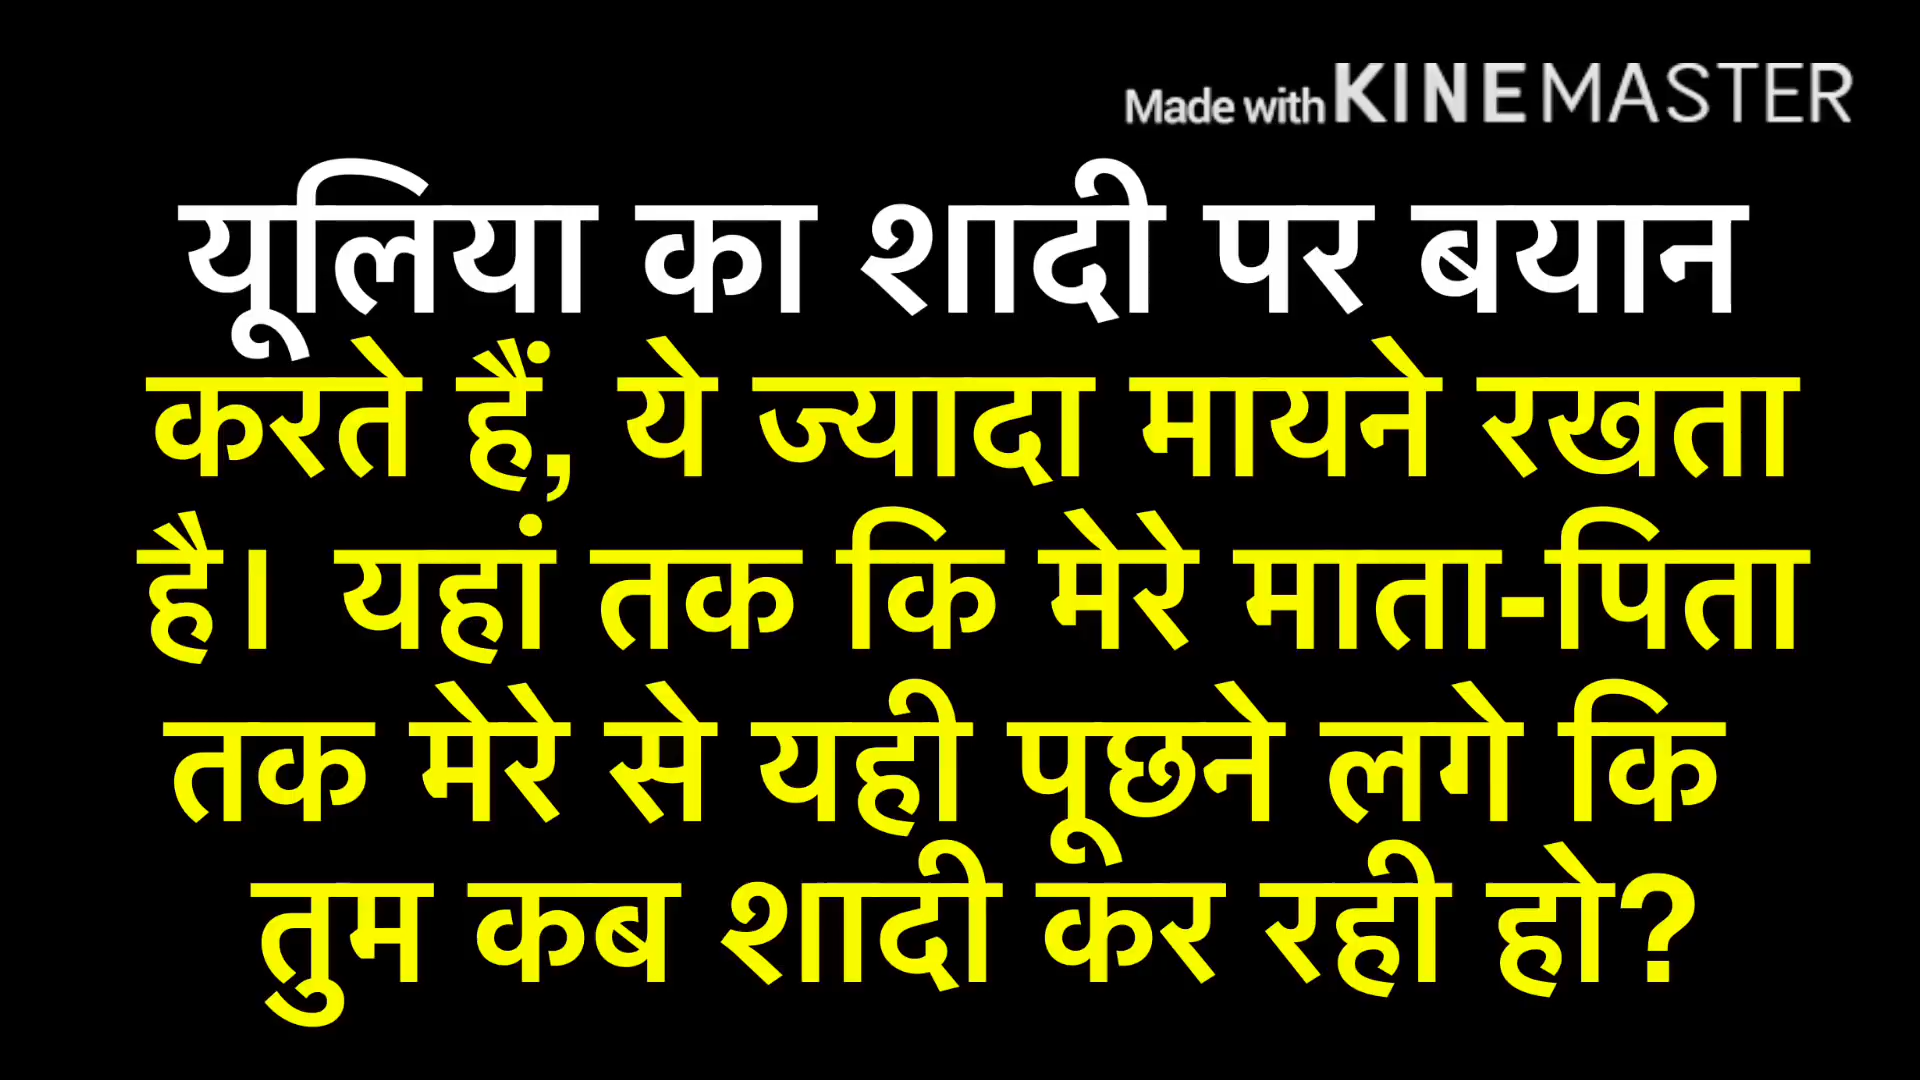 Made with KINEMASTER
यूलिया का शादी पर बयान
करते हैं, ये ज्यादा मायने रखता
है। यहां तक कि मेरे माता-पिता
तक मेरे से यही पूछने लगे कि
तुम कब शादी कर रही हो?